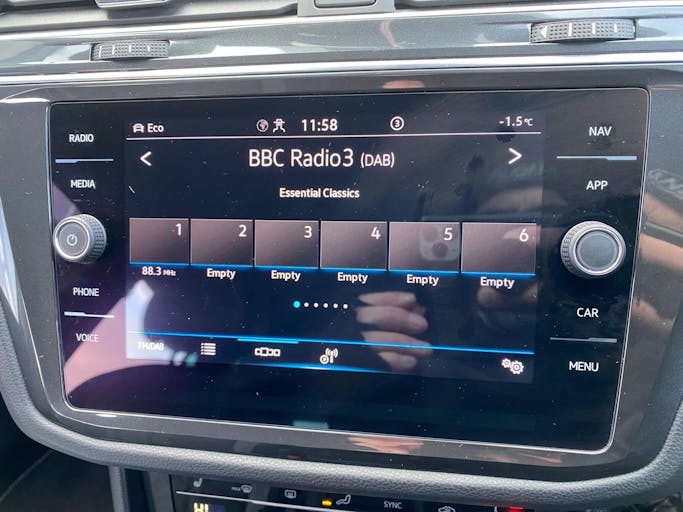 RADIO
MEDIA
PHONE
VOICE
Eco
11:58
3
-1.5°C
BBC Radio3 (DAB)
Essential Classics
1 2 3 4 5 6
88.3 MHz Empty Empty Empty Empty Empty
FM/DAB
NAV
APP
CAR
MENU
SYNC